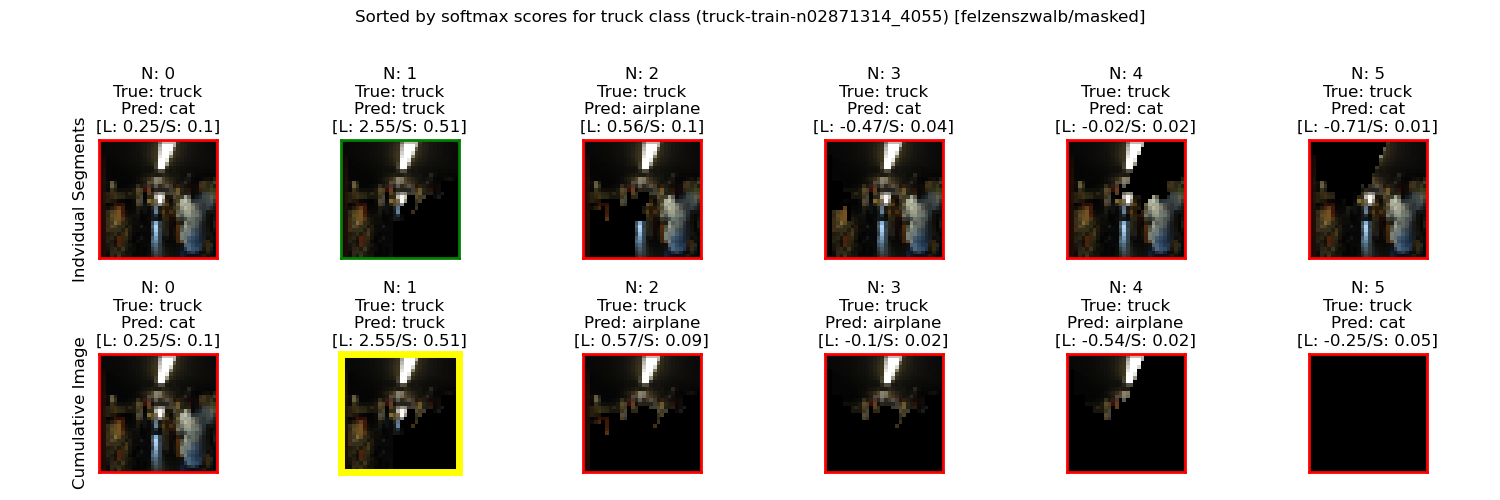 Sorted by softmax scores for truck class (truck-train-n02871314_4055) [felzenszwalb/masked]
Indvidual Segments
N: 0
True: truck
Pred: cat
[L: 0.25/S: 0.1]
N: 1
True: truck
Pred: truck
[L: 2.55/S: 0.51]
N: 2
True: truck
Pred: airplane
[L: 0.56/S: 0.1]
N: 3
True: truck
Pred: cat
[L: -0.47/S: 0.04]
N: 4
True: truck
Pred: cat
[L: -0.02/S: 0.02]
N: 5
True: truck
Pred: cat
[L: -0.71/S: 0.01]
Cumulative Image
N: 0
True: truck
Pred: cat
[L: 0.25/S: 0.1]
N: 1
True: truck
Pred: truck
[L: 2.55/S: 0.51]
N: 2
True: truck
Pred: airplane
[L: 0.57/S: 0.09]
N: 3
True: truck
Pred: airplane
[L: -0.1/S: 0.02]
N: 4
True: truck
Pred: airplane
[L: -0.54/S: 0.02]
N: 5
True: truck
Pred: cat
[L: -0.25/S: 0.05]